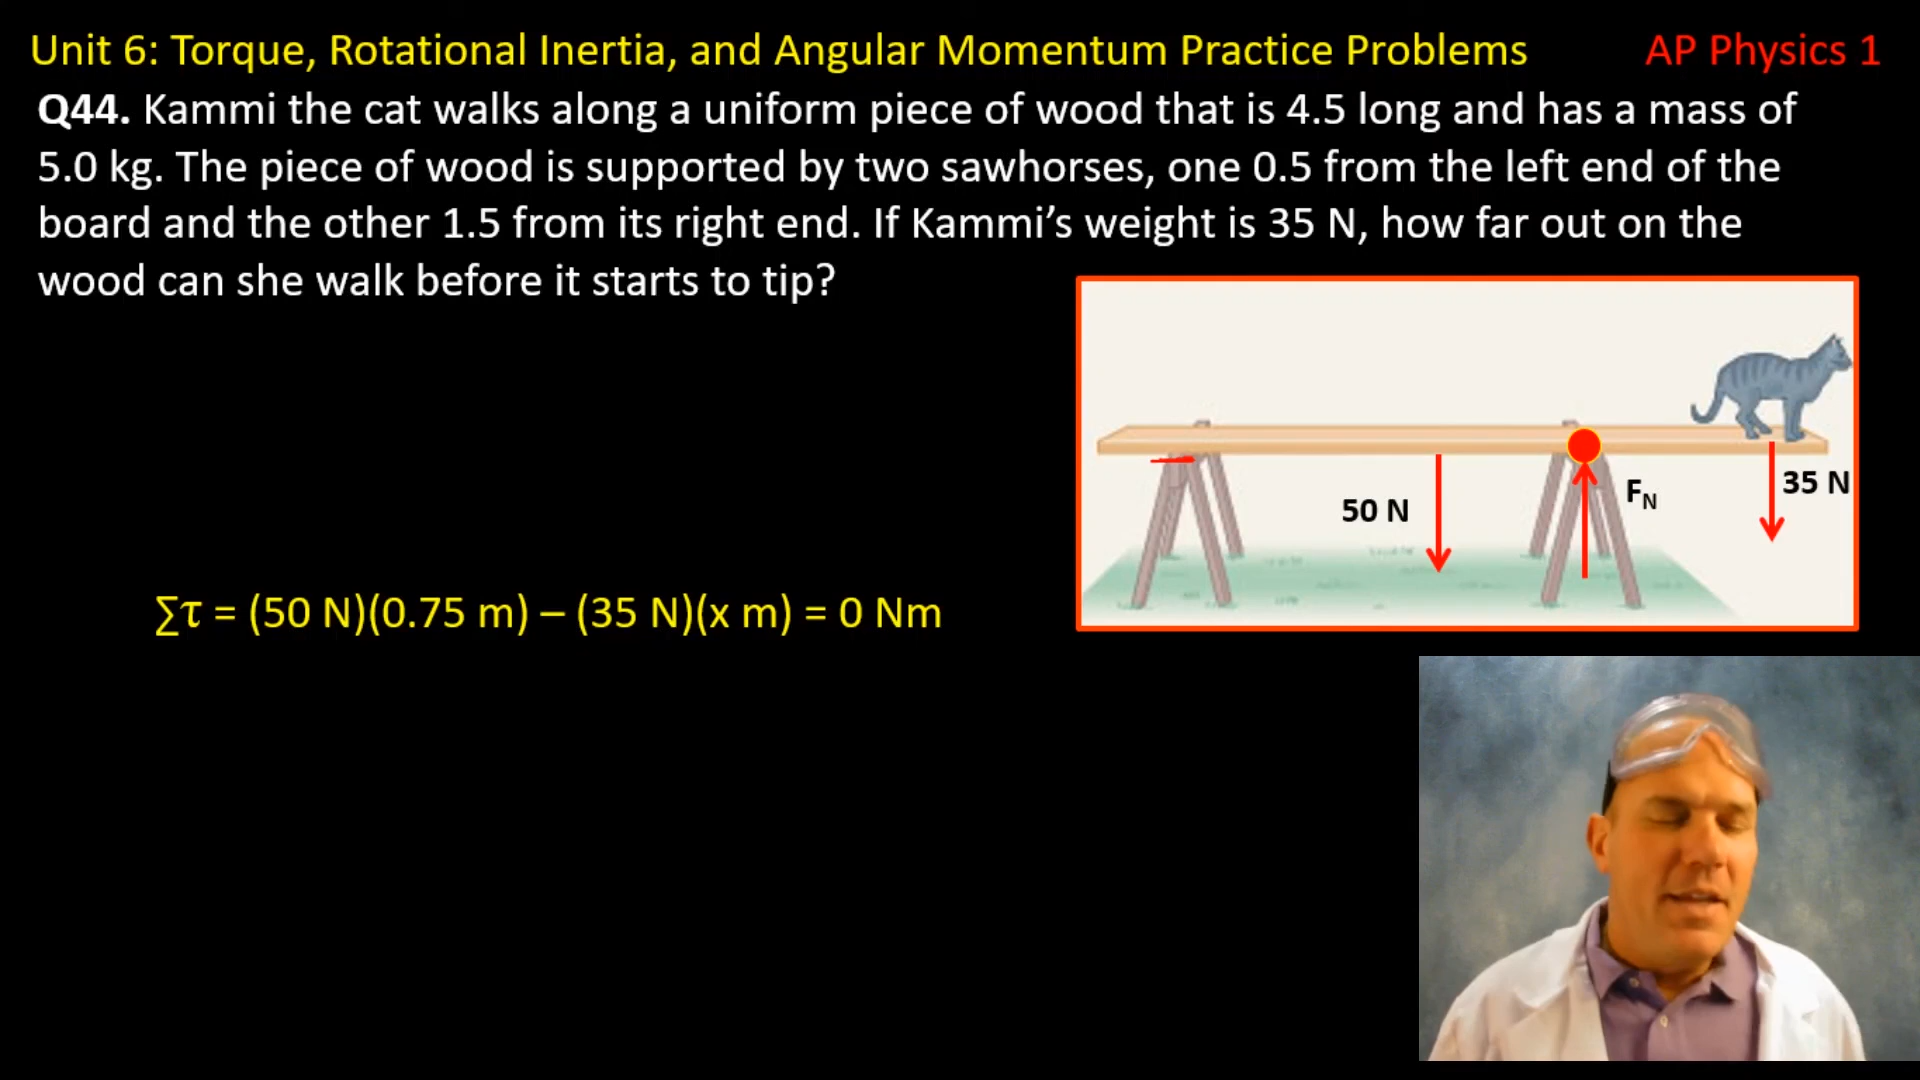 Unit 6: Torque, Rotational Inertia, and Angular Momentum Practice Problems AP Physics 1
Q44. Kammi the cat walks along a uniform piece of wood that is 4.5 long and has a mass of
5.0 kg. The piece of wood is supported by two sawhorses, one 0.5 from the left end of the
board and the other 1.5 from its right end. If Kammi’s weight is 35 N, how far out on the
wood can she walk before it starts to tip?
50 N
FN
35 N
∑τ = (50 N)(0.75 m) – (35 N)(x m) = 0 Nm